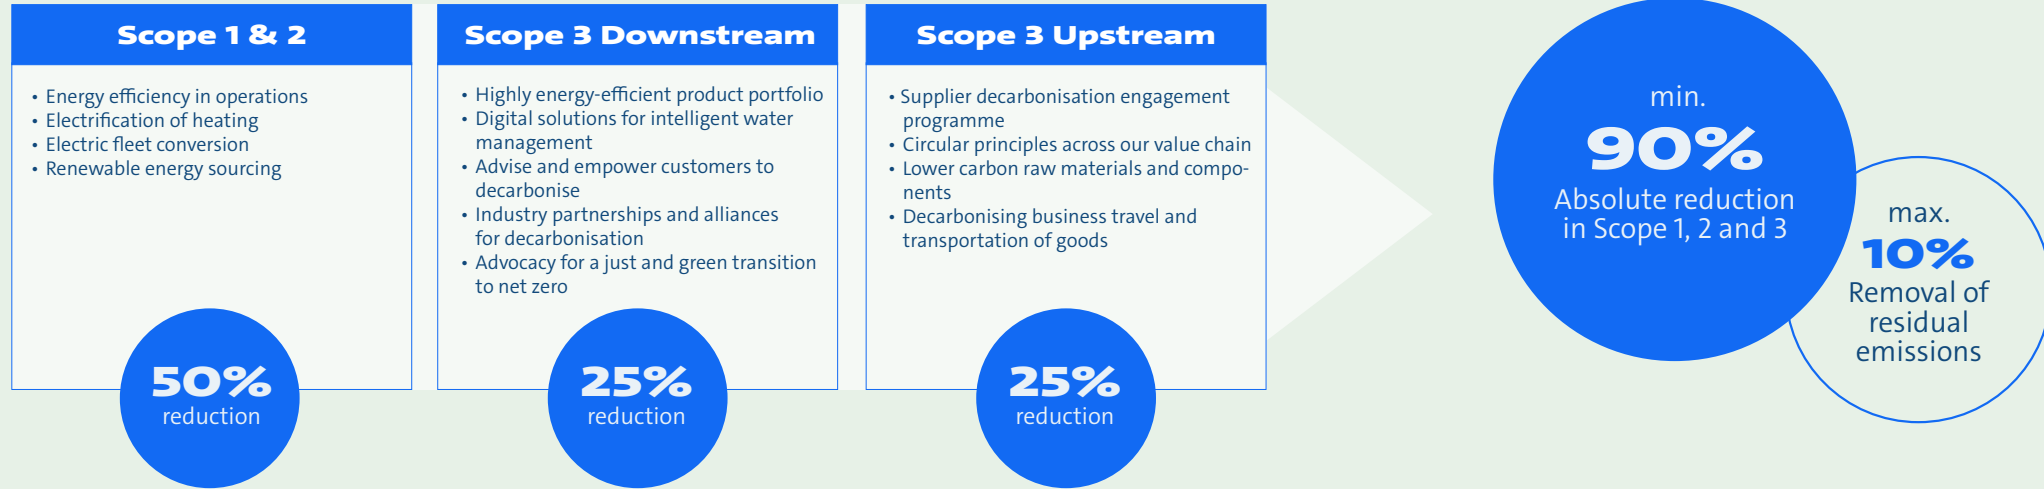 Scope 1 & 2
• Energy efficiency in operations
• Electrification of heating
• Electric fleet conversion
• Renewable energy sourcing
50%
reduction
Scope 3 Downstream
• Highly energy-efficient product portfolio
• Digital solutions for intelligent water
management
• Advise and empower customers to
decarbonise
• Industry partnerships and alliances
for decarbonisation
• Advocacy for a just and green transition
to net zero
25%
reduction
Scope 3 Upstream
• Supplier decarbonisation engagement
programme
• Circular principles across our value chain
• Lower carbon raw materials and compo-
nents
• Decarbonising business travel and
transportation of goods
25%
reduction
min.
90%
Absolute reduction
in Scope 1, 2 and 3
max.
10%
Removal of
residual
emissions